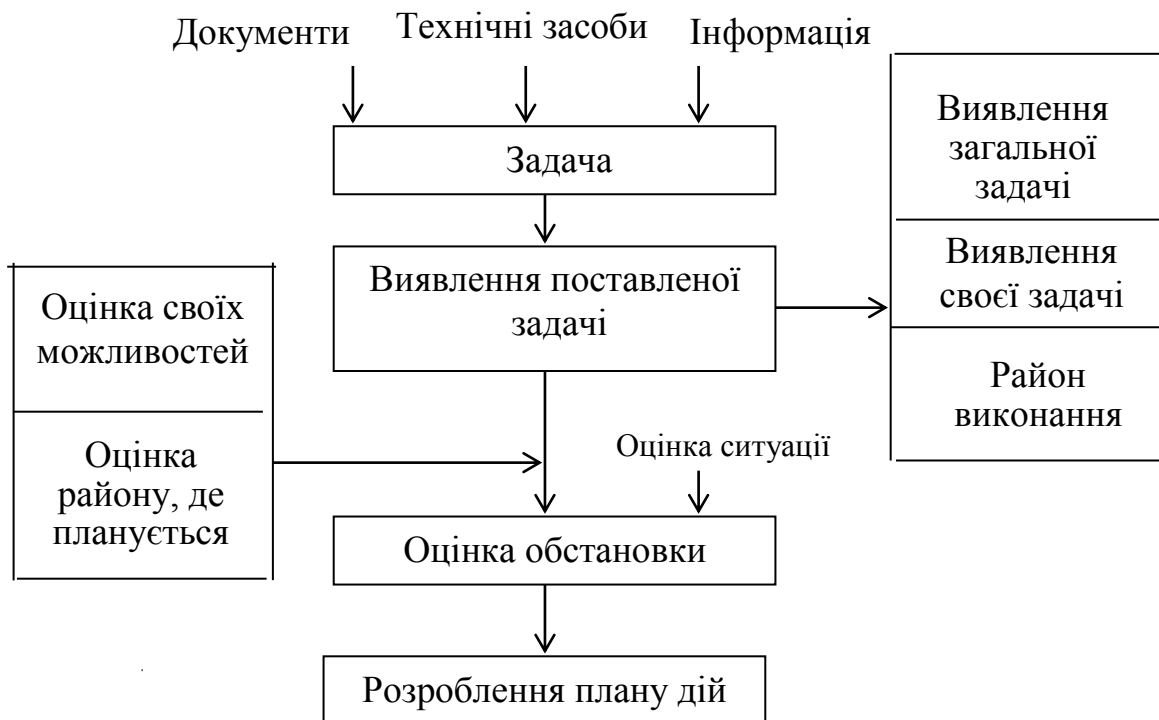 Документи
Технічні засоби
Інформація
Задача
Виявлення поставленої
задачі
Виявлення
загальної
задачі
Виявлення
своєї задачі
Район
виконання
Оцінка своїх
можливостей
Оцінка
району, де
планується
Оцінка ситуації
Оцінка обстановки
Розроблення плану дій